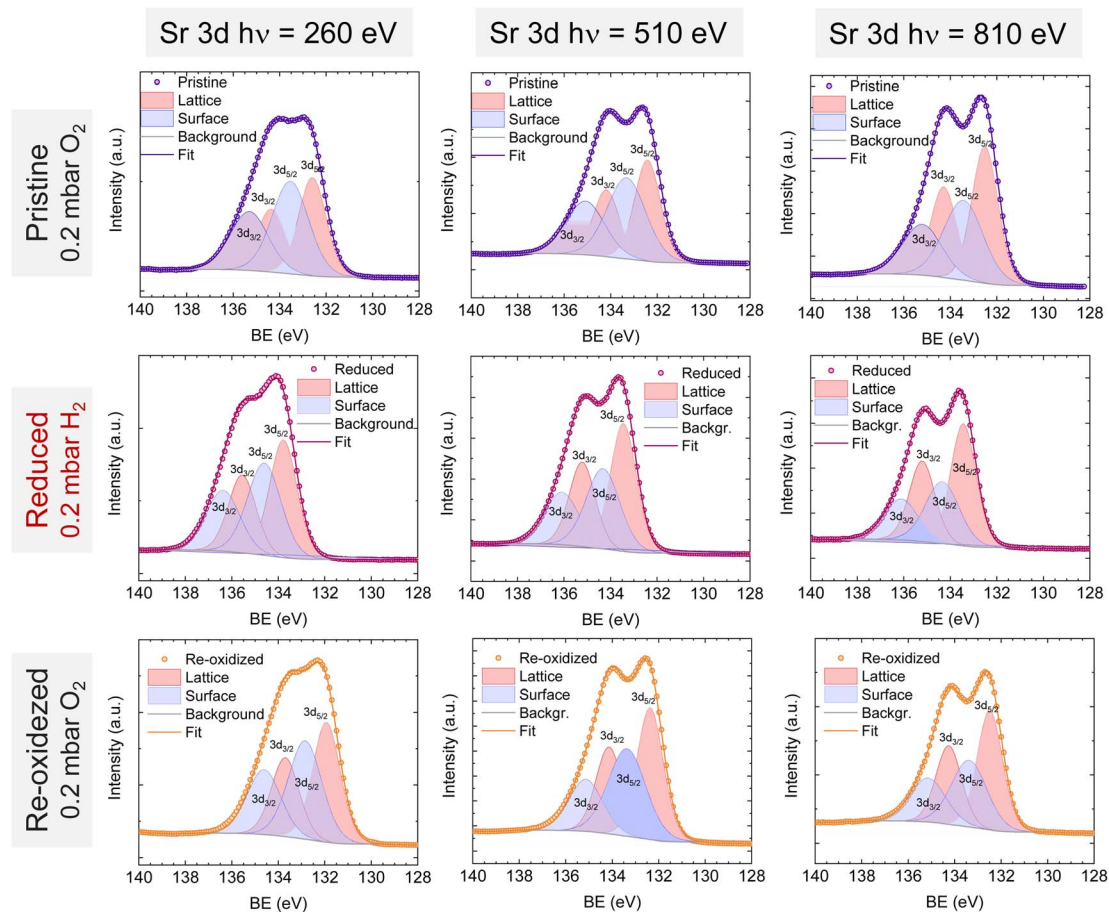 Sr 3d hν = 260 eV
Sr 3d hν = 510 eV
Sr 3d hν = 810 eV
Pristine
0.2 mbar O₂
Intensity (a.u.)
Pristine
Lattice
Surface
Background
Fit
3d₃/₂
3d₃/₂
3d₅/₂
3d₅/₂
140 138 136 134 132 130 128
BE (eV)
Intensity (a.u.)
Pristine
Lattice
Surface
Background
Fit
3d₃/₂
3d₃/₂
3d₅/₂
3d₅/₂
140 138 136 134 132 130 128
BE (eV)
Intensity (a.u.)
Pristine
Lattice
Surface
Background
Fit
3d₃/₂
3d₃/₂
3d₅/₂
3d₅/₂
140 138 136 134 132 130 128
BE (eV)
Reduced
0.2 mbar H₂
Intensity (a.u.)
Reduced
Lattice
Surface
Background
Fit
3d₃/₂
3d₃/₂
3d₅/₂
3d₅/₂
140 138 136 134 132 130 128
BE (eV)
Intensity (a.u.)
Reduced
Lattice
Surface
Backgr.
Fit
3d₃/₂
3d₃/₂
3d₅/₂
3d₅/₂
140 138 136 134 132 130 128
BE (eV)
Intensity (a.u.)
Reduced
Lattice
Surface
Backgr.
Fit
3d₃/₂
3d₃/₂
3d₅/₂
3d₅/₂
140 138 136 134 132 130 128
BE (eV)
Re-oxidezed
0.2 mbar O₂
Intensity (a.u.)
Re-oxidized
Lattice
Surface
Background
Fit
3d₃/₂
3d₃/₂
3d₅/₂
3d₅/₂
140 138 136 134 132 130 128
BE (eV)
Intensity (a.u.)
Re-oxidized
Lattice
Surface
Backgr.
Fit
3d₃/₂
3d₃/₂
3d₅/₂
3d₅/₂
140 138 136 134 132 130 128
BE (eV)
Intensity (a.u.)
Re-oxidized
Lattice
Surface
Backgr.
Fit
3d₃/₂
3d₃/₂
3d₅/₂
3d₅/₂
140 138 136 134 132 130 128
BE (eV)